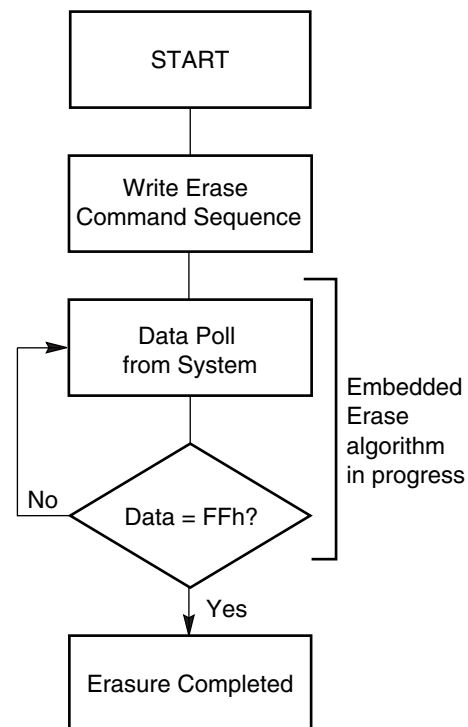 START
Write Erase
Command Sequence
Data Poll
from System
Embedded
Erase
algorithm
in progress
No
Data = FFh?
Yes
Erasure Completed